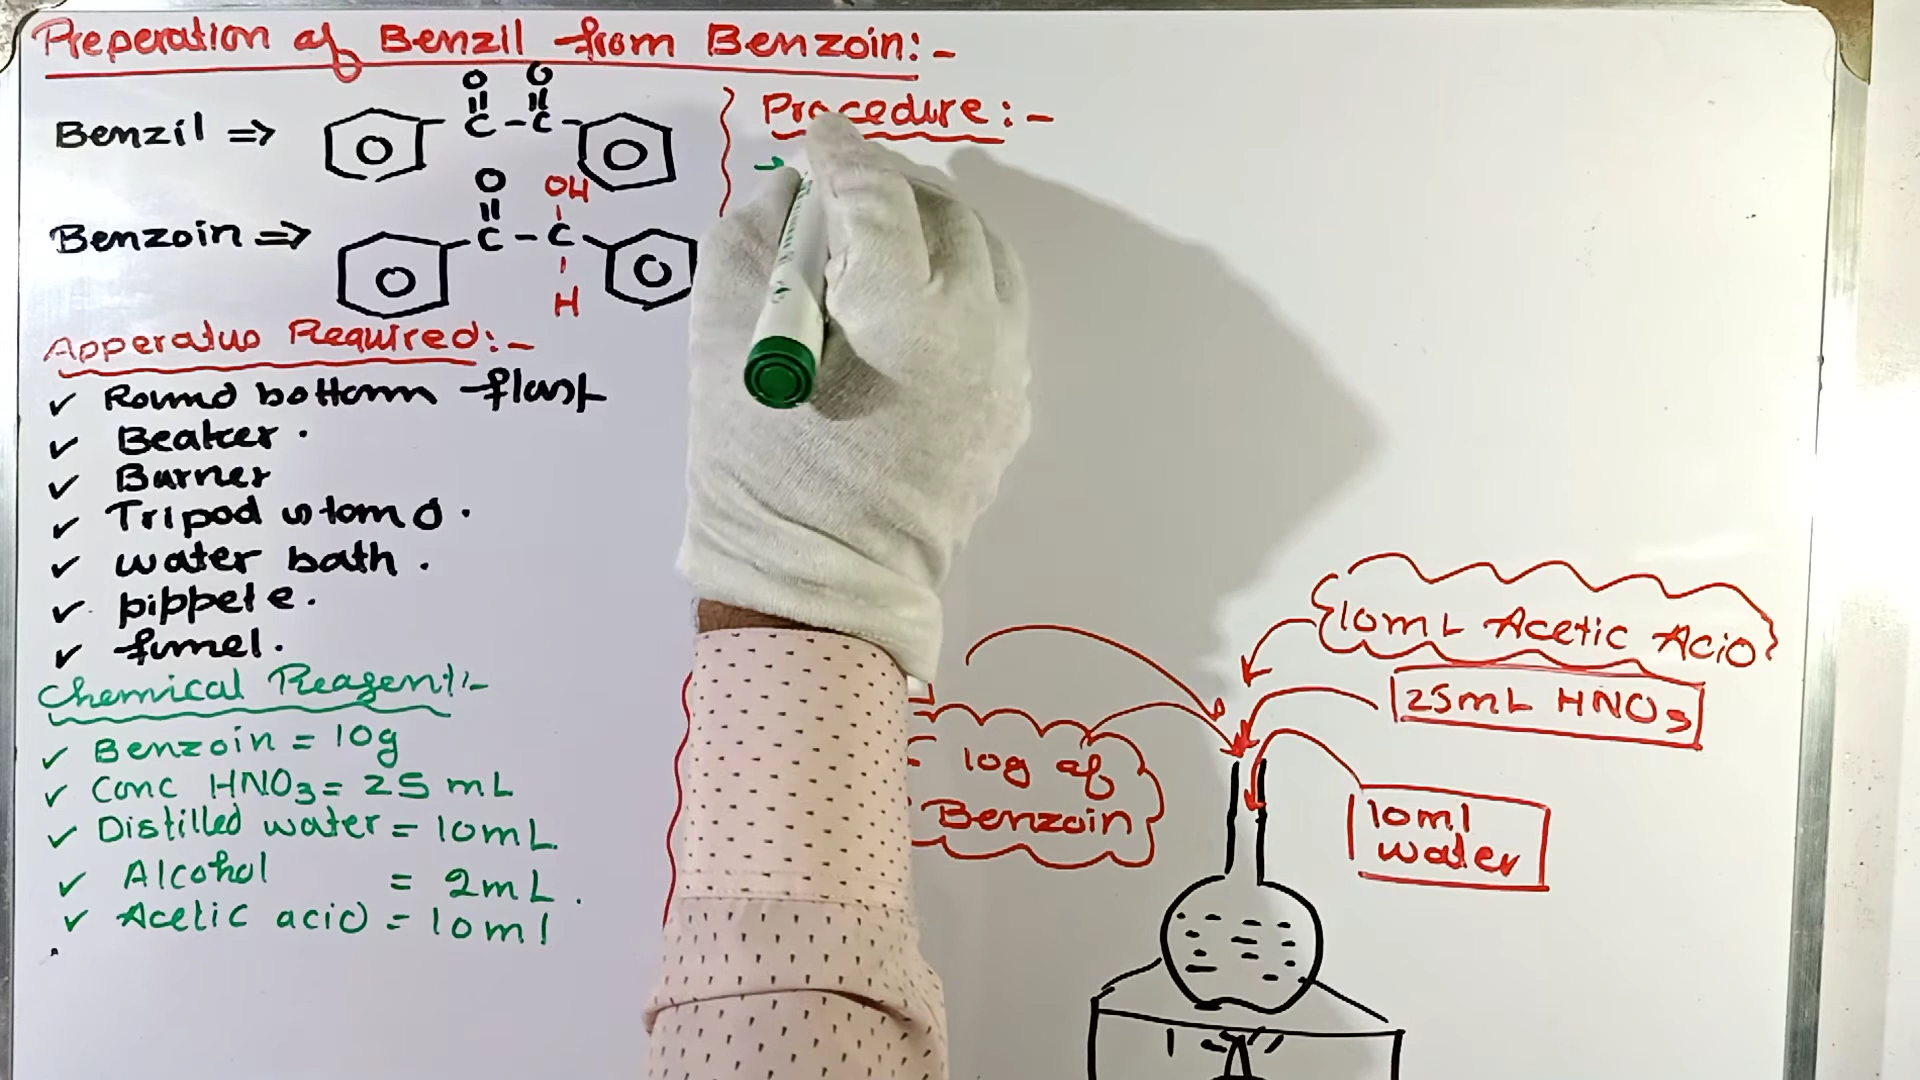 Preperation of Benzil from Benzoin:-
Benzil ⇒
O O
C - C
Benzoin ⇒
O OH
C - C
H
Apperatus Required:-
✓ Round bottom flask
✓ Beaker.
✓ Burner
✓ Tripod stand.
✓ water bath.
✓ pippete.
✓ funnel.
Chemical Reagent:-
✓ Benzoin = 10g
✓ Conc HNO3 = 25 mL
✓ Distilled water = 10mL.
✓ Alcohol = 2mL.
✓ Acetic acid = 10ml
Procedure:-
→
10mL Acetic Acid
25mL HNO3
10g of
Benzoin
10ml
water